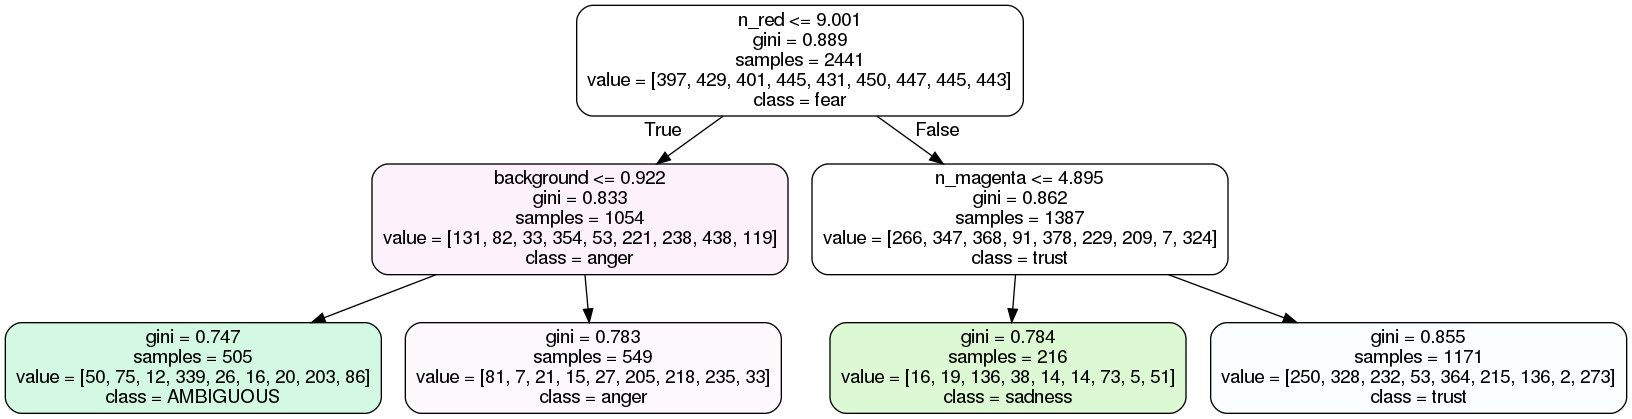 n_red <= 9.001
gini = 0.889
samples = 2441
value = [397, 429, 401, 445, 431, 450, 447, 445, 443]
class = fear
True
False
background <= 0.922
gini = 0.833
samples = 1054
value = [131, 82, 33, 354, 53, 221, 238, 438, 119]
class = anger
n_magenta <= 4.895
gini = 0.862
samples = 1387
value = [266, 347, 368, 91, 378, 229, 209, 7, 324]
class = trust
gini = 0.747
samples = 505
value = [50, 75, 12, 339, 26, 16, 20, 203, 86]
class = AMBIGUOUS
gini = 0.783
samples = 549
value = [81, 7, 21, 15, 27, 205, 218, 235, 33]
class = anger
gini = 0.784
samples = 216
value = [16, 19, 136, 38, 14, 14, 73, 5, 51]
class = sadness
gini = 0.855
samples = 1171
value = [250, 328, 232, 53, 364, 215, 136, 2, 273]
class = trust